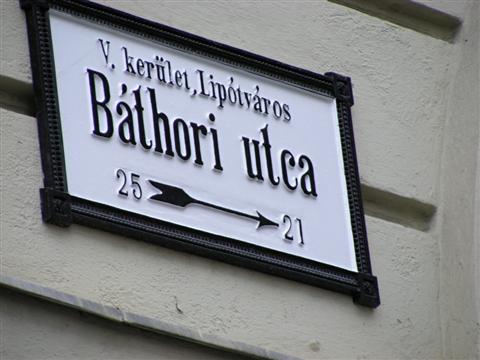 V. kerület, Lipótváros
Báthori utca
25 21